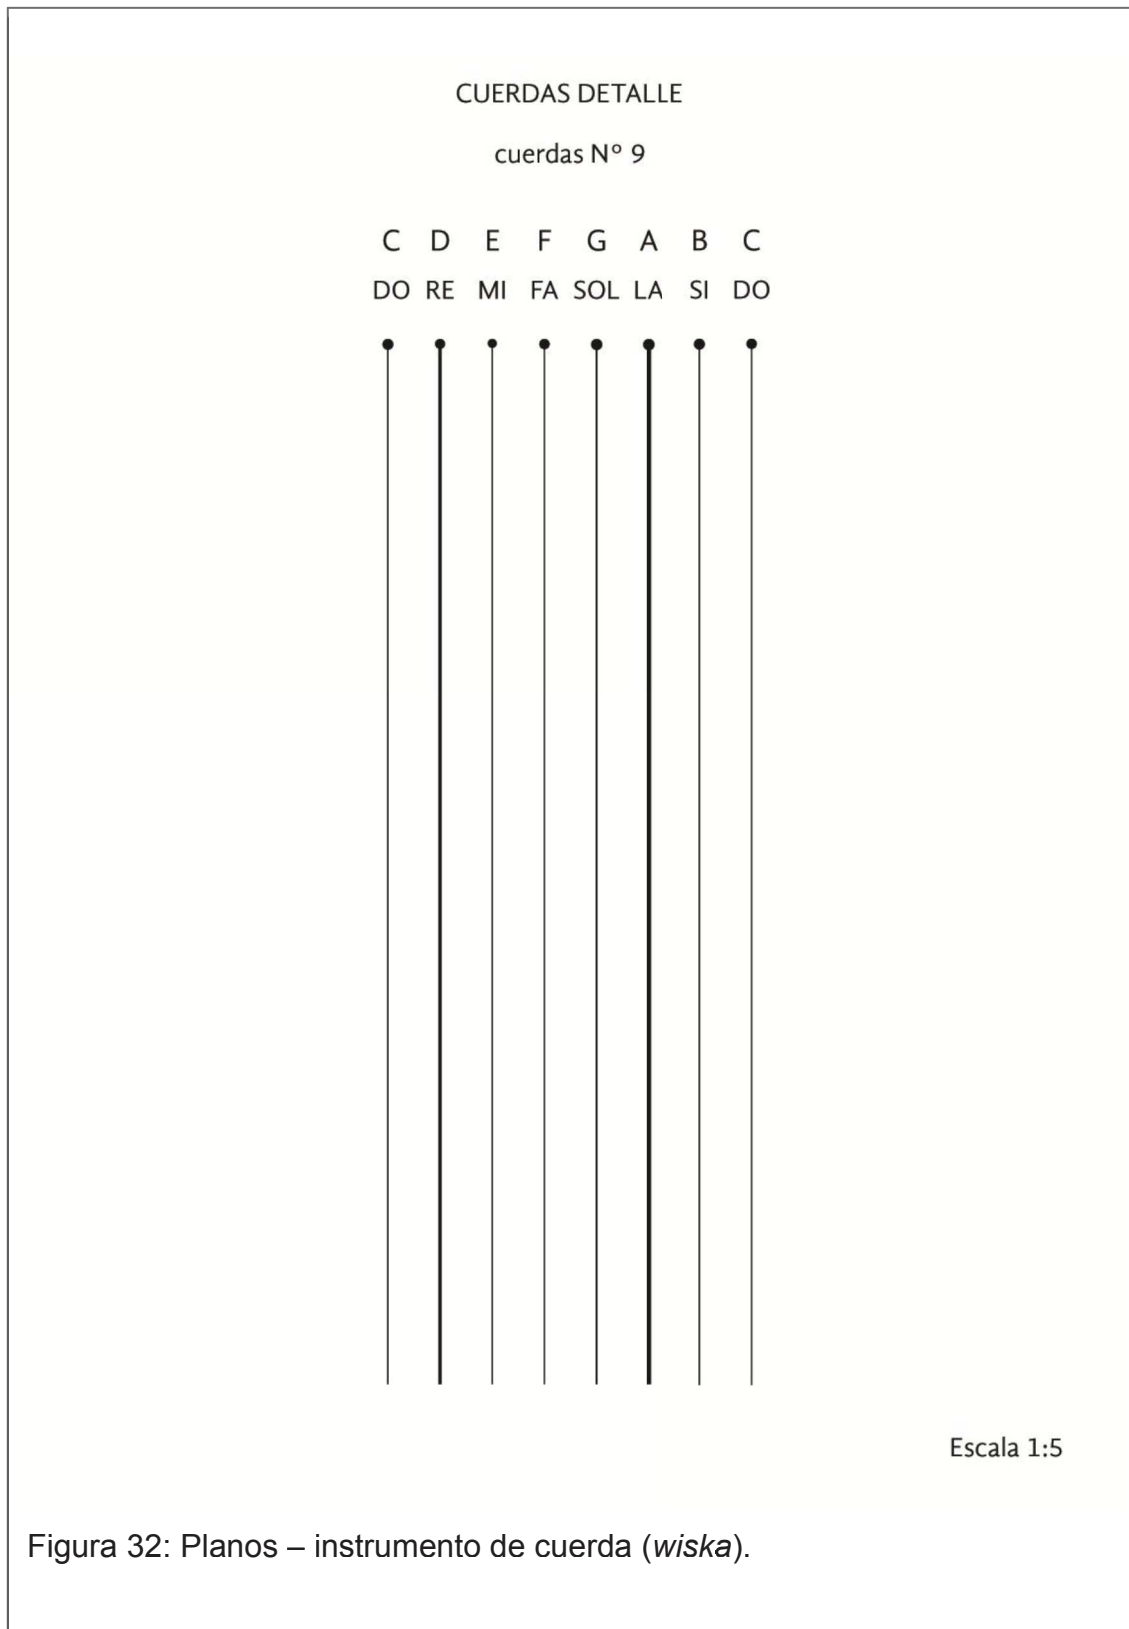 CUERDAS DETALLE
cuerdas Nº 9
C D E F G A B C
DO RE MI FA SOL LA SI DO
Escala 1:5
Figura 32: Planos – instrumento de cuerda (wiska).